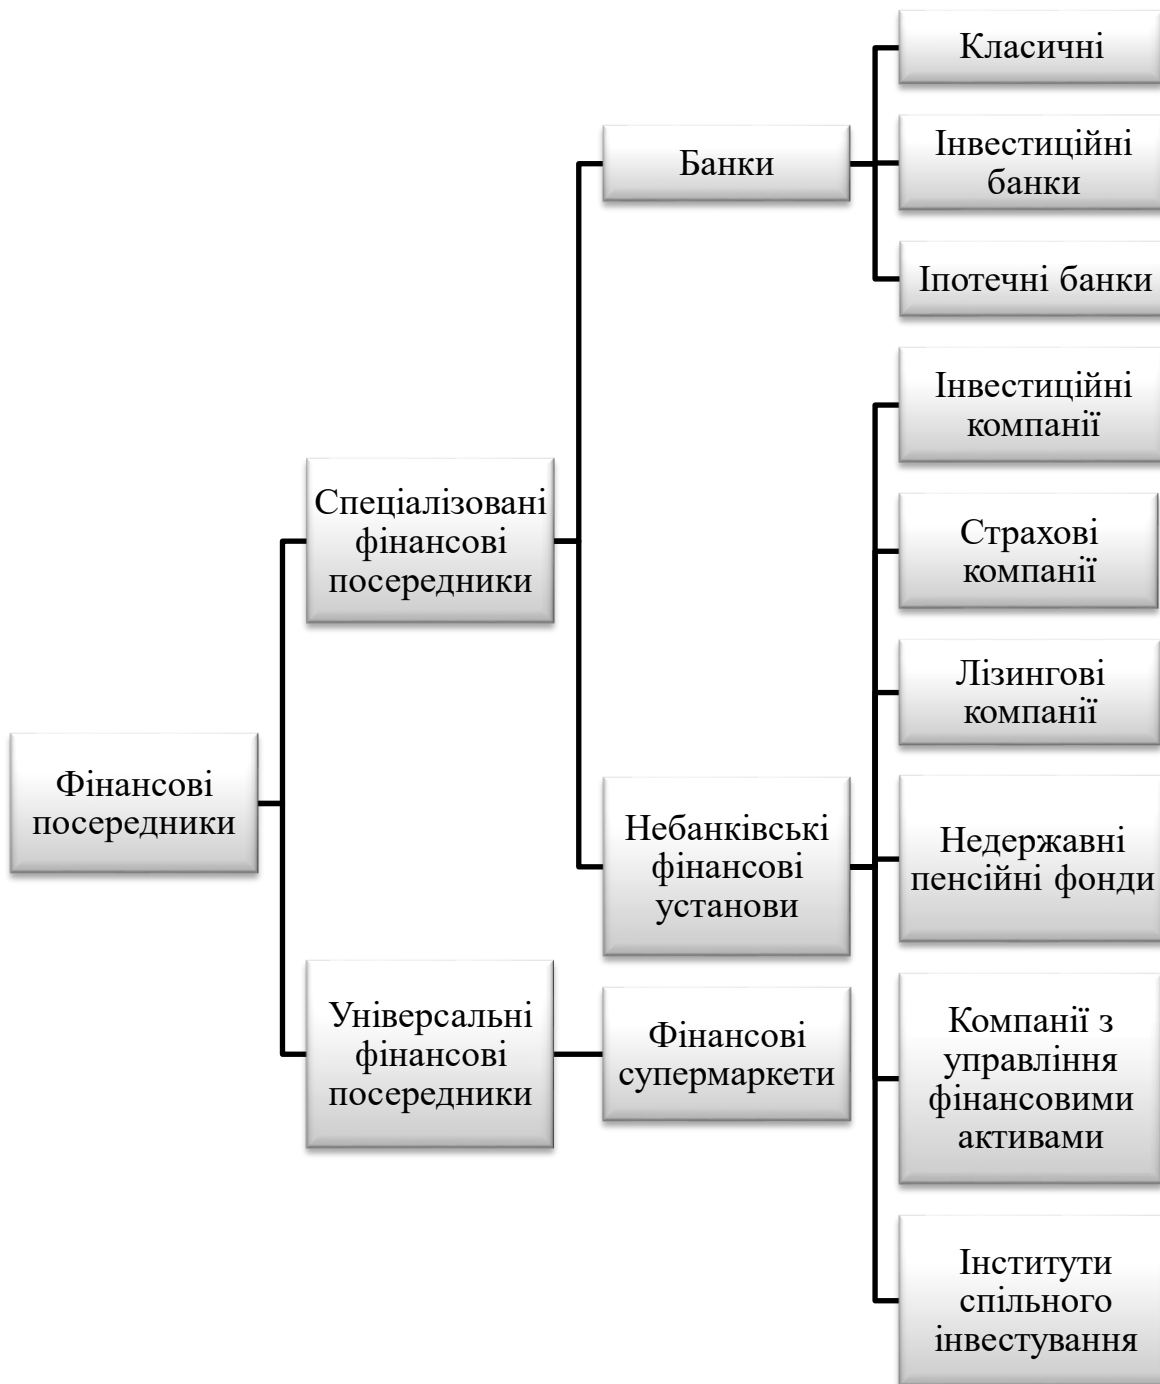 Фінансові
посередники
Спеціалізовані
фінансові
посередники
Банки
Класичні
Інвестиційні
банки
Іпотечні банки
Небанківські
фінансові
установи
Інвестиційні
компанії
Страхові
компанії
Лізингові
компанії
Недержавні
пенсійні фонди
Компанії з
управління
фінансовими
активами
Інститути
спільного
інвестування
Універсальні
фінансові
посередники
Фінансові
супермаркети